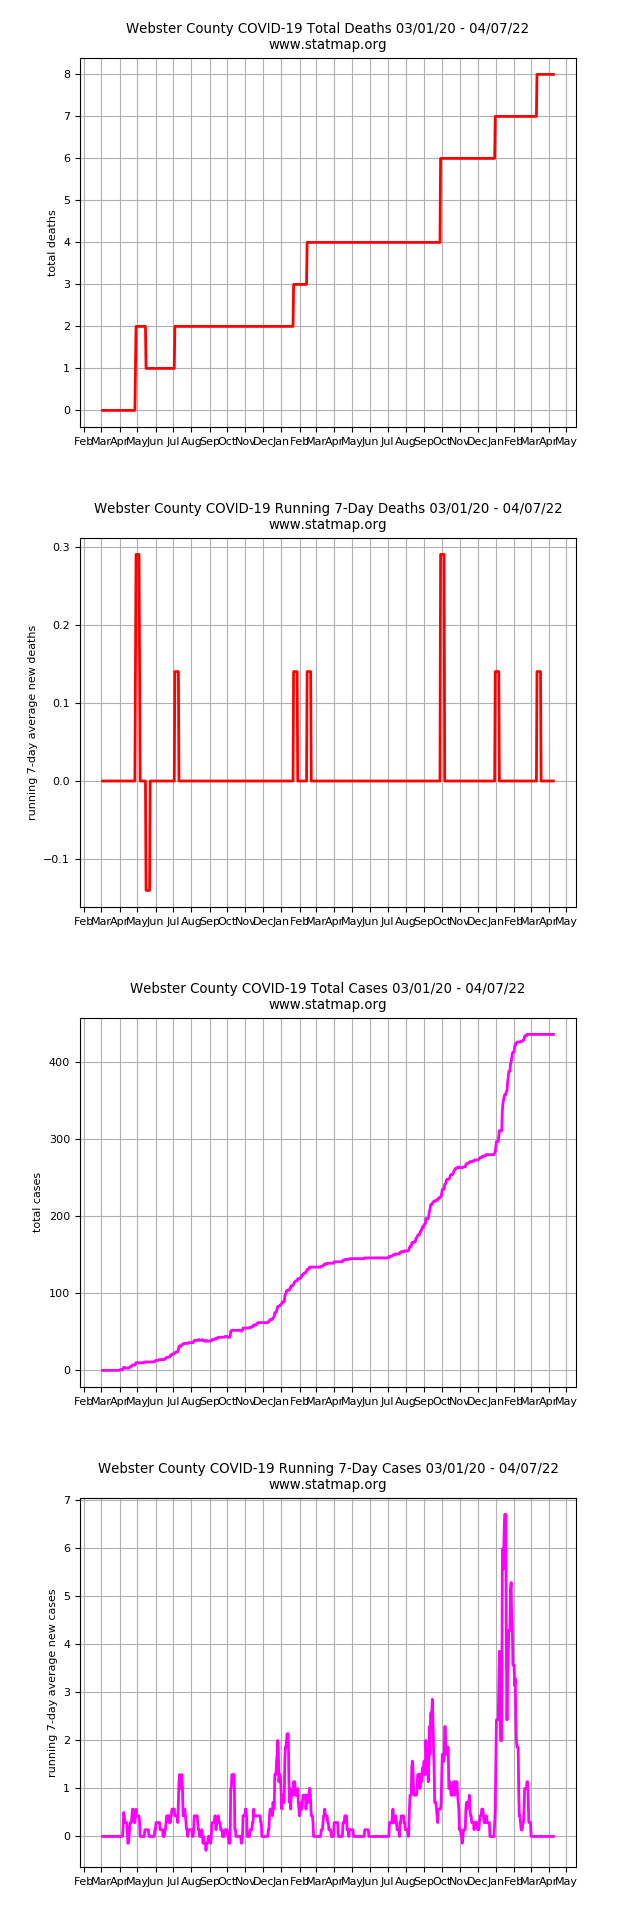 Webster County COVID-19 Total Deaths 03/01/20 - 04/07/22
www.statmap.org
8
7
6
5
4
3
2
1
0
total deaths
Feb Mar Apr May Jun Jul Aug Sep Oct Nov Dec Jan Feb Mar Apr May Jun Jul Aug Sep Oct Nov Dec Jan Feb Mar Apr May
Webster County COVID-19 Running 7-Day Deaths 03/01/20 - 04/07/22
www.statmap.org
0.3
0.2
0.1
0.0
−0.1
running 7-day average new deaths
Feb Mar Apr May Jun Jul Aug Sep Oct Nov Dec Jan Feb Mar Apr May Jun Jul Aug Sep Oct Nov Dec Jan Feb Mar Apr May
Webster County COVID-19 Total Cases 03/01/20 - 04/07/22
www.statmap.org
400
300
200
100
0
total cases
Feb Mar Apr May Jun Jul Aug Sep Oct Nov Dec Jan Feb Mar Apr May Jun Jul Aug Sep Oct Nov Dec Jan Feb Mar Apr May
Webster County COVID-19 Running 7-Day Cases 03/01/20 - 04/07/22
www.statmap.org
7
6
5
4
3
2
1
0
running 7-day average new cases
Feb Mar Apr May Jun Jul Aug Sep Oct Nov Dec Jan Feb Mar Apr May Jun Jul Aug Sep Oct Nov Dec Jan Feb Mar Apr May